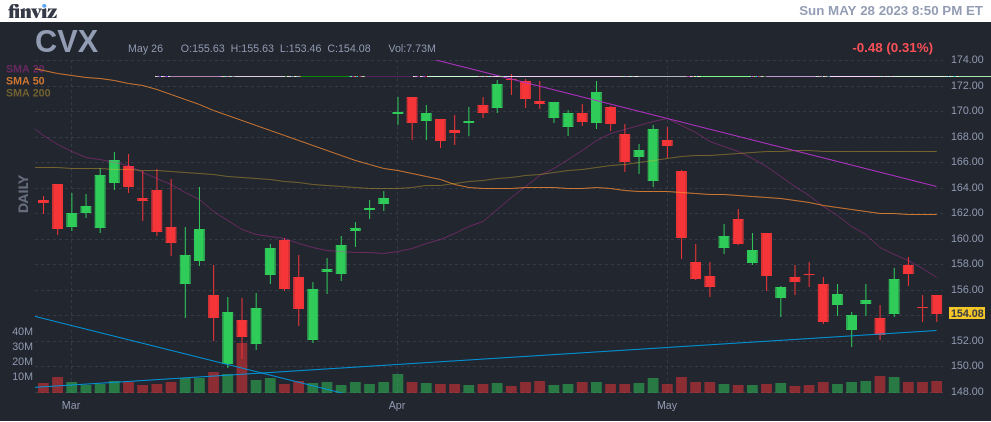 finviz
Sun MAY 28 2023 8:50 PM ET
CVX
May 26 O:155.63 H:155.63 L:153.46 C:154.08 Vol:7.73M
-0.48 (0.31%)
SMA 20
SMA 50
SMA 200
DAILY
174.00
172.00
170.00
168.00
166.00
164.00
162.00
160.00
158.00
156.00
154.08
152.00
150.00
148.00
40M
30M
20M
10M
Mar
Apr
May